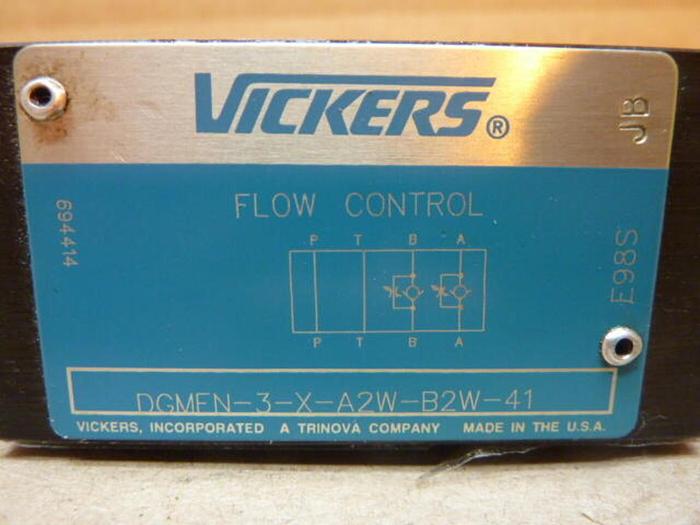 VICKERS®
JB
FLOW CONTROL
694414
E98S
P T B A
P T B A
DGMFN-3-X-A2W-B2W-41
VICKERS, INCORPORATED A TRINOVA COMPANY MADE IN THE U.S.A.